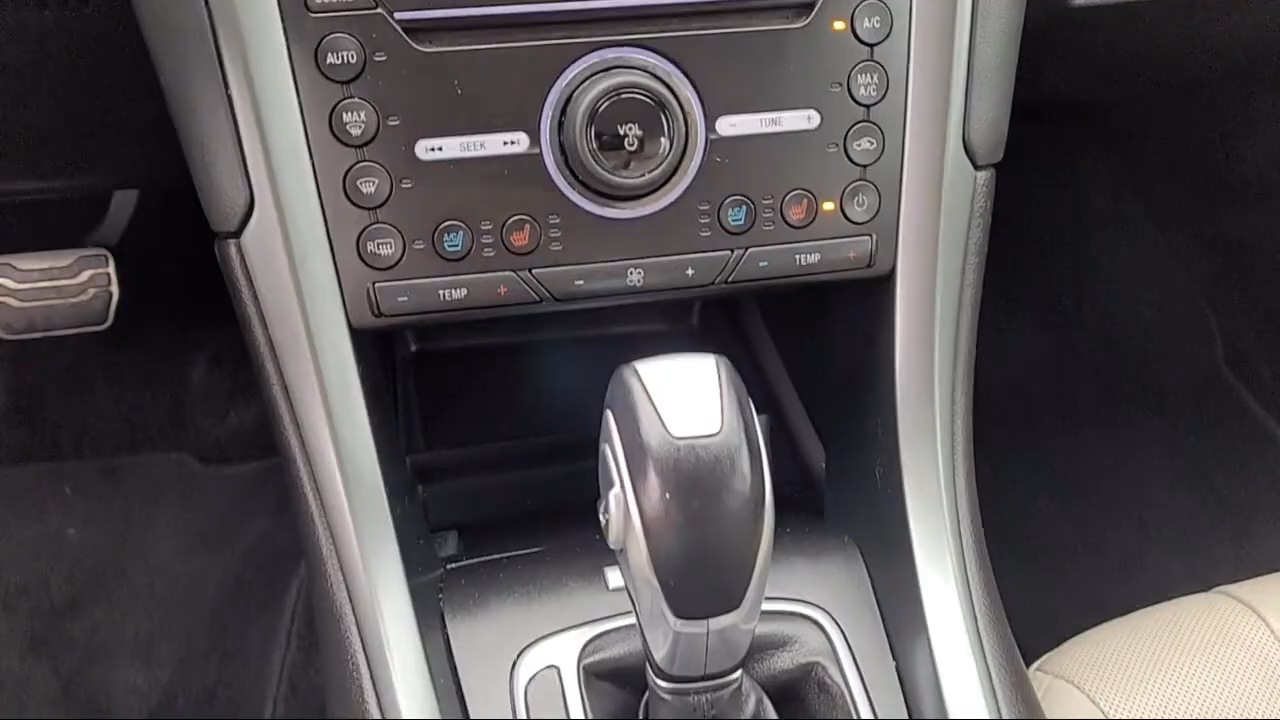 AUTO
A/C
MAX
MAX
A/C
VOL
SEEK
− TUNE +
R
A/C
A/C
− TEMP +
− +
− TEMP +